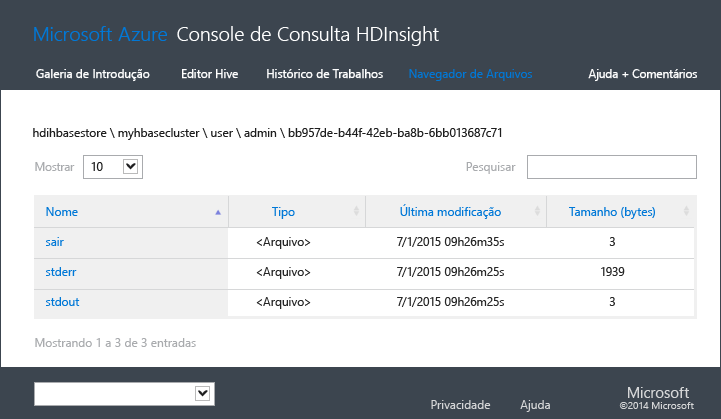 Microsoft Azure Console de Consulta HDInsight
Galeria de Introdução Editor Hive Histórico de Trabalhos Navegador de Arquivos Ajuda + Comentários
hdihbasestore \ myhbasecluster \ user \ admin \ bb957de-b44f-42eb-ba8b-6bb013687c71
Mostrar 10 Pesquisar
Nome Tipo Última modificação Tamanho (bytes)
sair <Arquivo> 7/1/2015 09h26m35s 3
stderr <Arquivo> 7/1/2015 09h26m25s 1939
stdout <Arquivo> 7/1/2015 09h26m25s 3
Mostrando 1 a 3 de 3 entradas
Privacidade Ajuda Microsoft
©2014 Microsoft